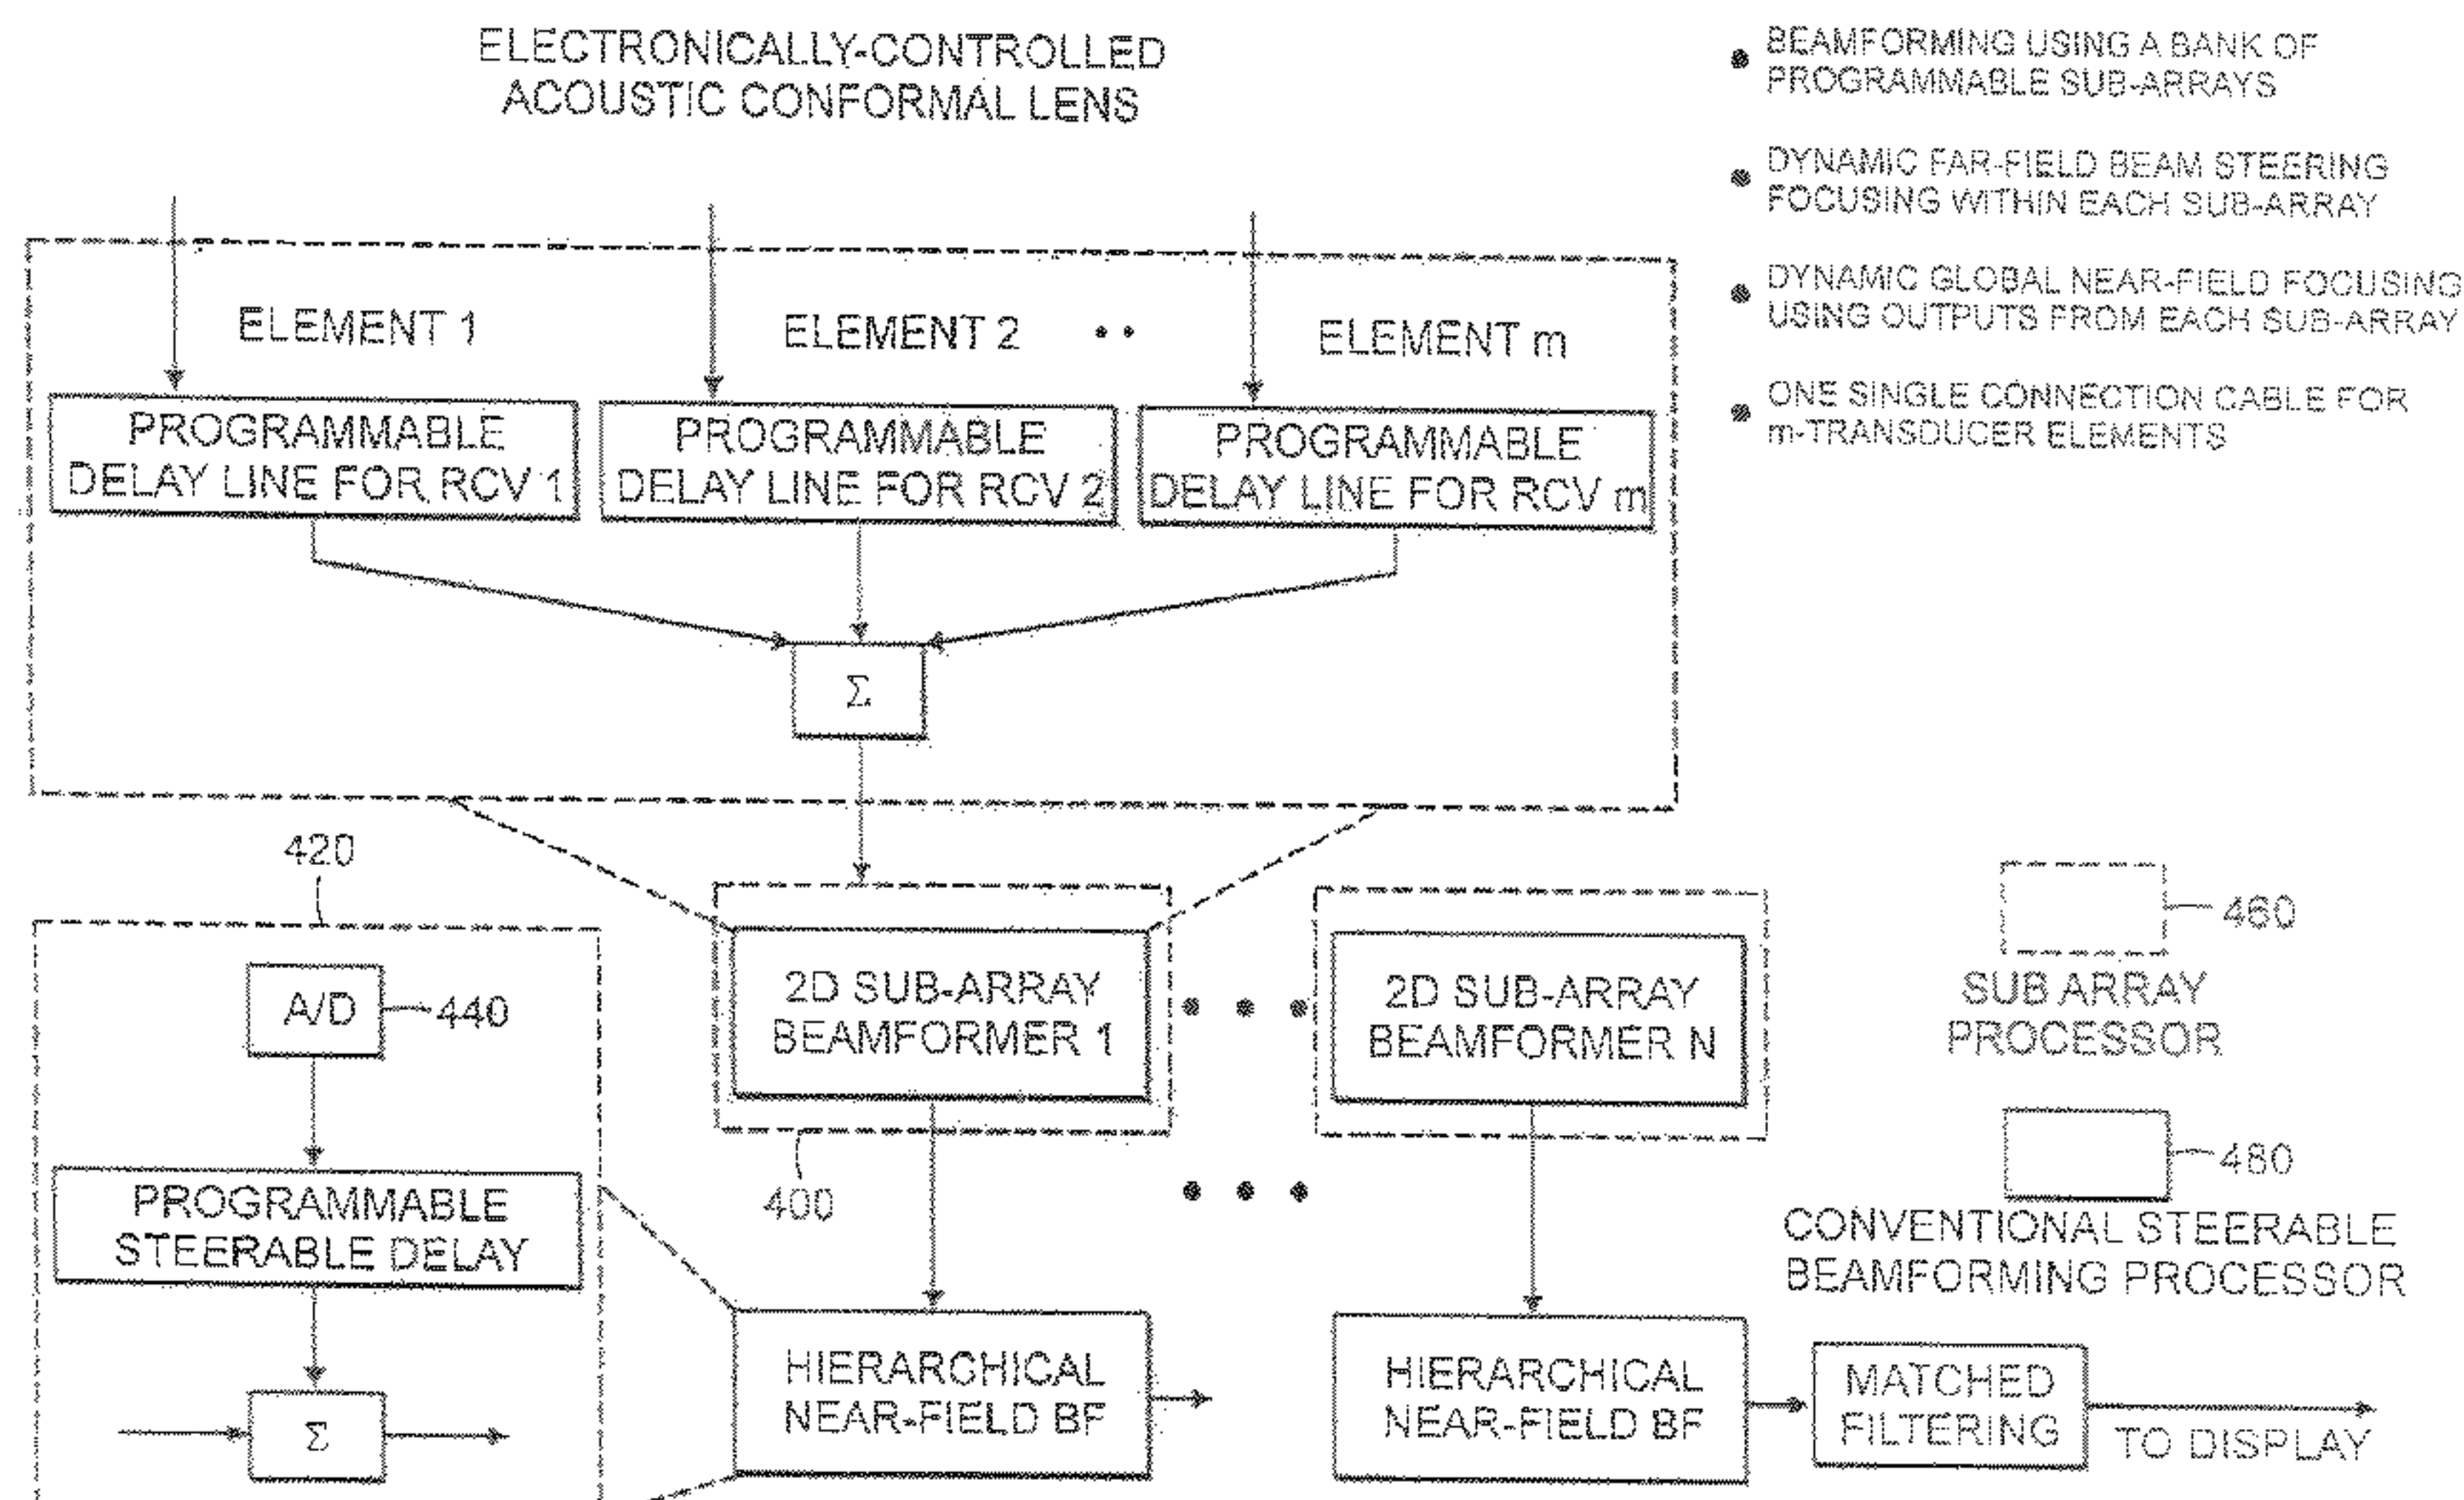 ELECTRONICALLY-CONTROLLED
ACOUSTIC CONFORMAL LENS
• BEAMFORMING USING A BANK OF
PROGRAMMABLE SUB-ARRAYS
• DYNAMIC FAR-FIELD BEAM STEERING
FOCUSING WITHIN EACH SUB-ARRAY
• DYNAMIC GLOBAL NEAR-FIELD FOCUSING
USING OUTPUTS FROM EACH SUB-ARRAY
• ONE SINGLE CONNECTION CABLE FOR
m-TRANSDUCER ELEMENTS
ELEMENT 1
ELEMENT 2
• •
ELEMENT m
PROGRAMMABLE
DELAY LINE FOR RCV 1
PROGRAMMABLE
DELAY LINE FOR RCV 2
PROGRAMMABLE
DELAY LINE FOR RCV m
Σ
420
A/D
440
PROGRAMMABLE
STEERABLE DELAY
Σ
2D SUB-ARRAY
BEAMFORMER 1
• • •
2D SUB-ARRAY
BEAMFORMER N
400
• • •
460
SUB ARRAY
PROCESSOR
480
CONVENTIONAL STEERABLE
BEAMFORMING PROCESSOR
HIERARCHICAL
NEAR-FIELD BF
HIERARCHICAL
NEAR-FIELD BF
MATCHED
FILTERING
TO DISPLAY